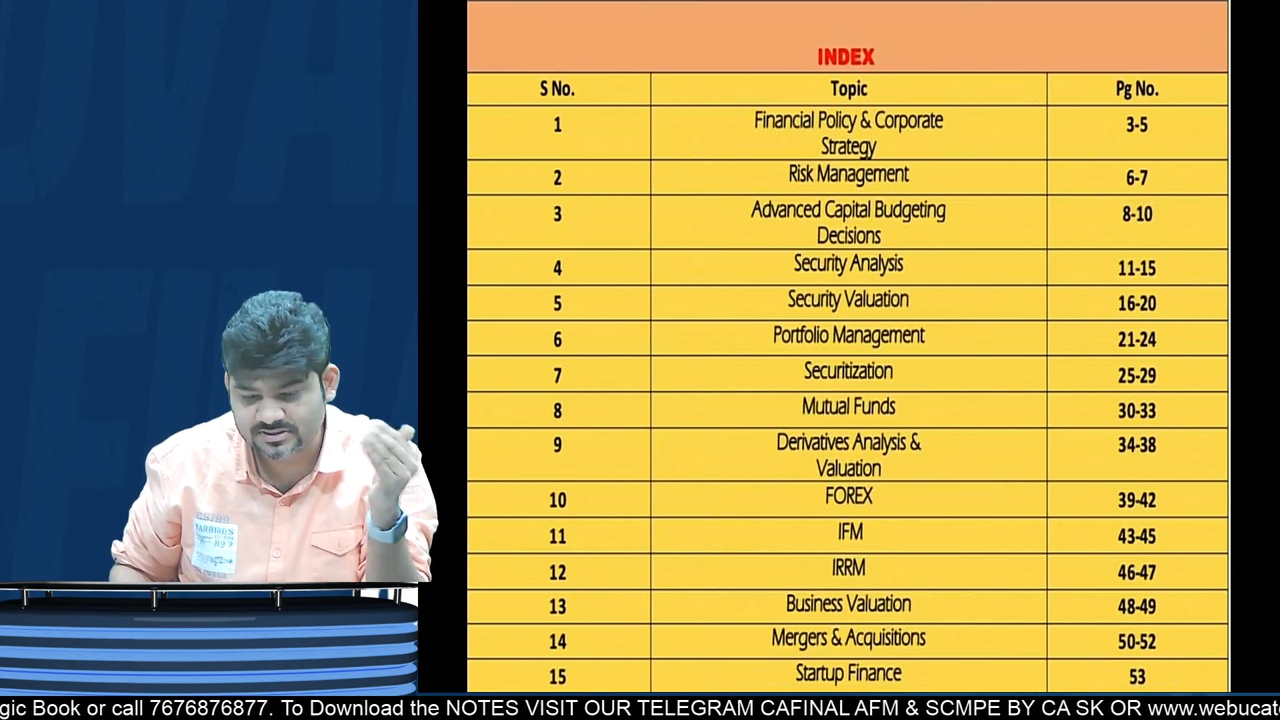 INDEX
S No. Topic Pg No.
1 Financial Policy & Corporate Strategy 3-5
2 Risk Management 6-7
3 Advanced Capital Budgeting Decisions 8-10
4 Security Analysis 11-15
5 Security Valuation 16-20
6 Portfolio Management 21-24
7 Securitization 25-29
8 Mutual Funds 30-33
9 Derivatives Analysis & Valuation 34-38
10 FOREX 39-42
11 IFM 43-45
12 IRRM 46-47
13 Business Valuation 48-49
14 Mergers & Acquisitions 50-52
15 Startup Finance 53
gic Book or call 7676876877. To Download the NOTES VISIT OUR TELEGRAM CAFINAL AFM & SCMPE BY CA SK OR www.webucat